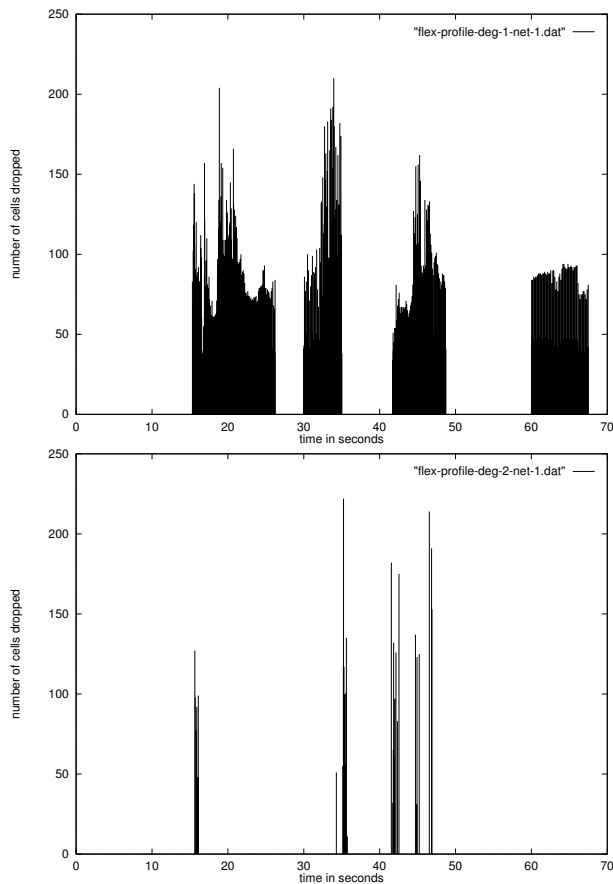 250
200
150
100
50
0
number of cells dropped
"flex-profile-deg-1-net-1.dat"
0 10 20 30 40 50 60 70
time in seconds
250
200
150
100
50
0
number of cells dropped
"flex-profile-deg-2-net-1.dat"
0 10 20 30 40 50 60 70
time in seconds